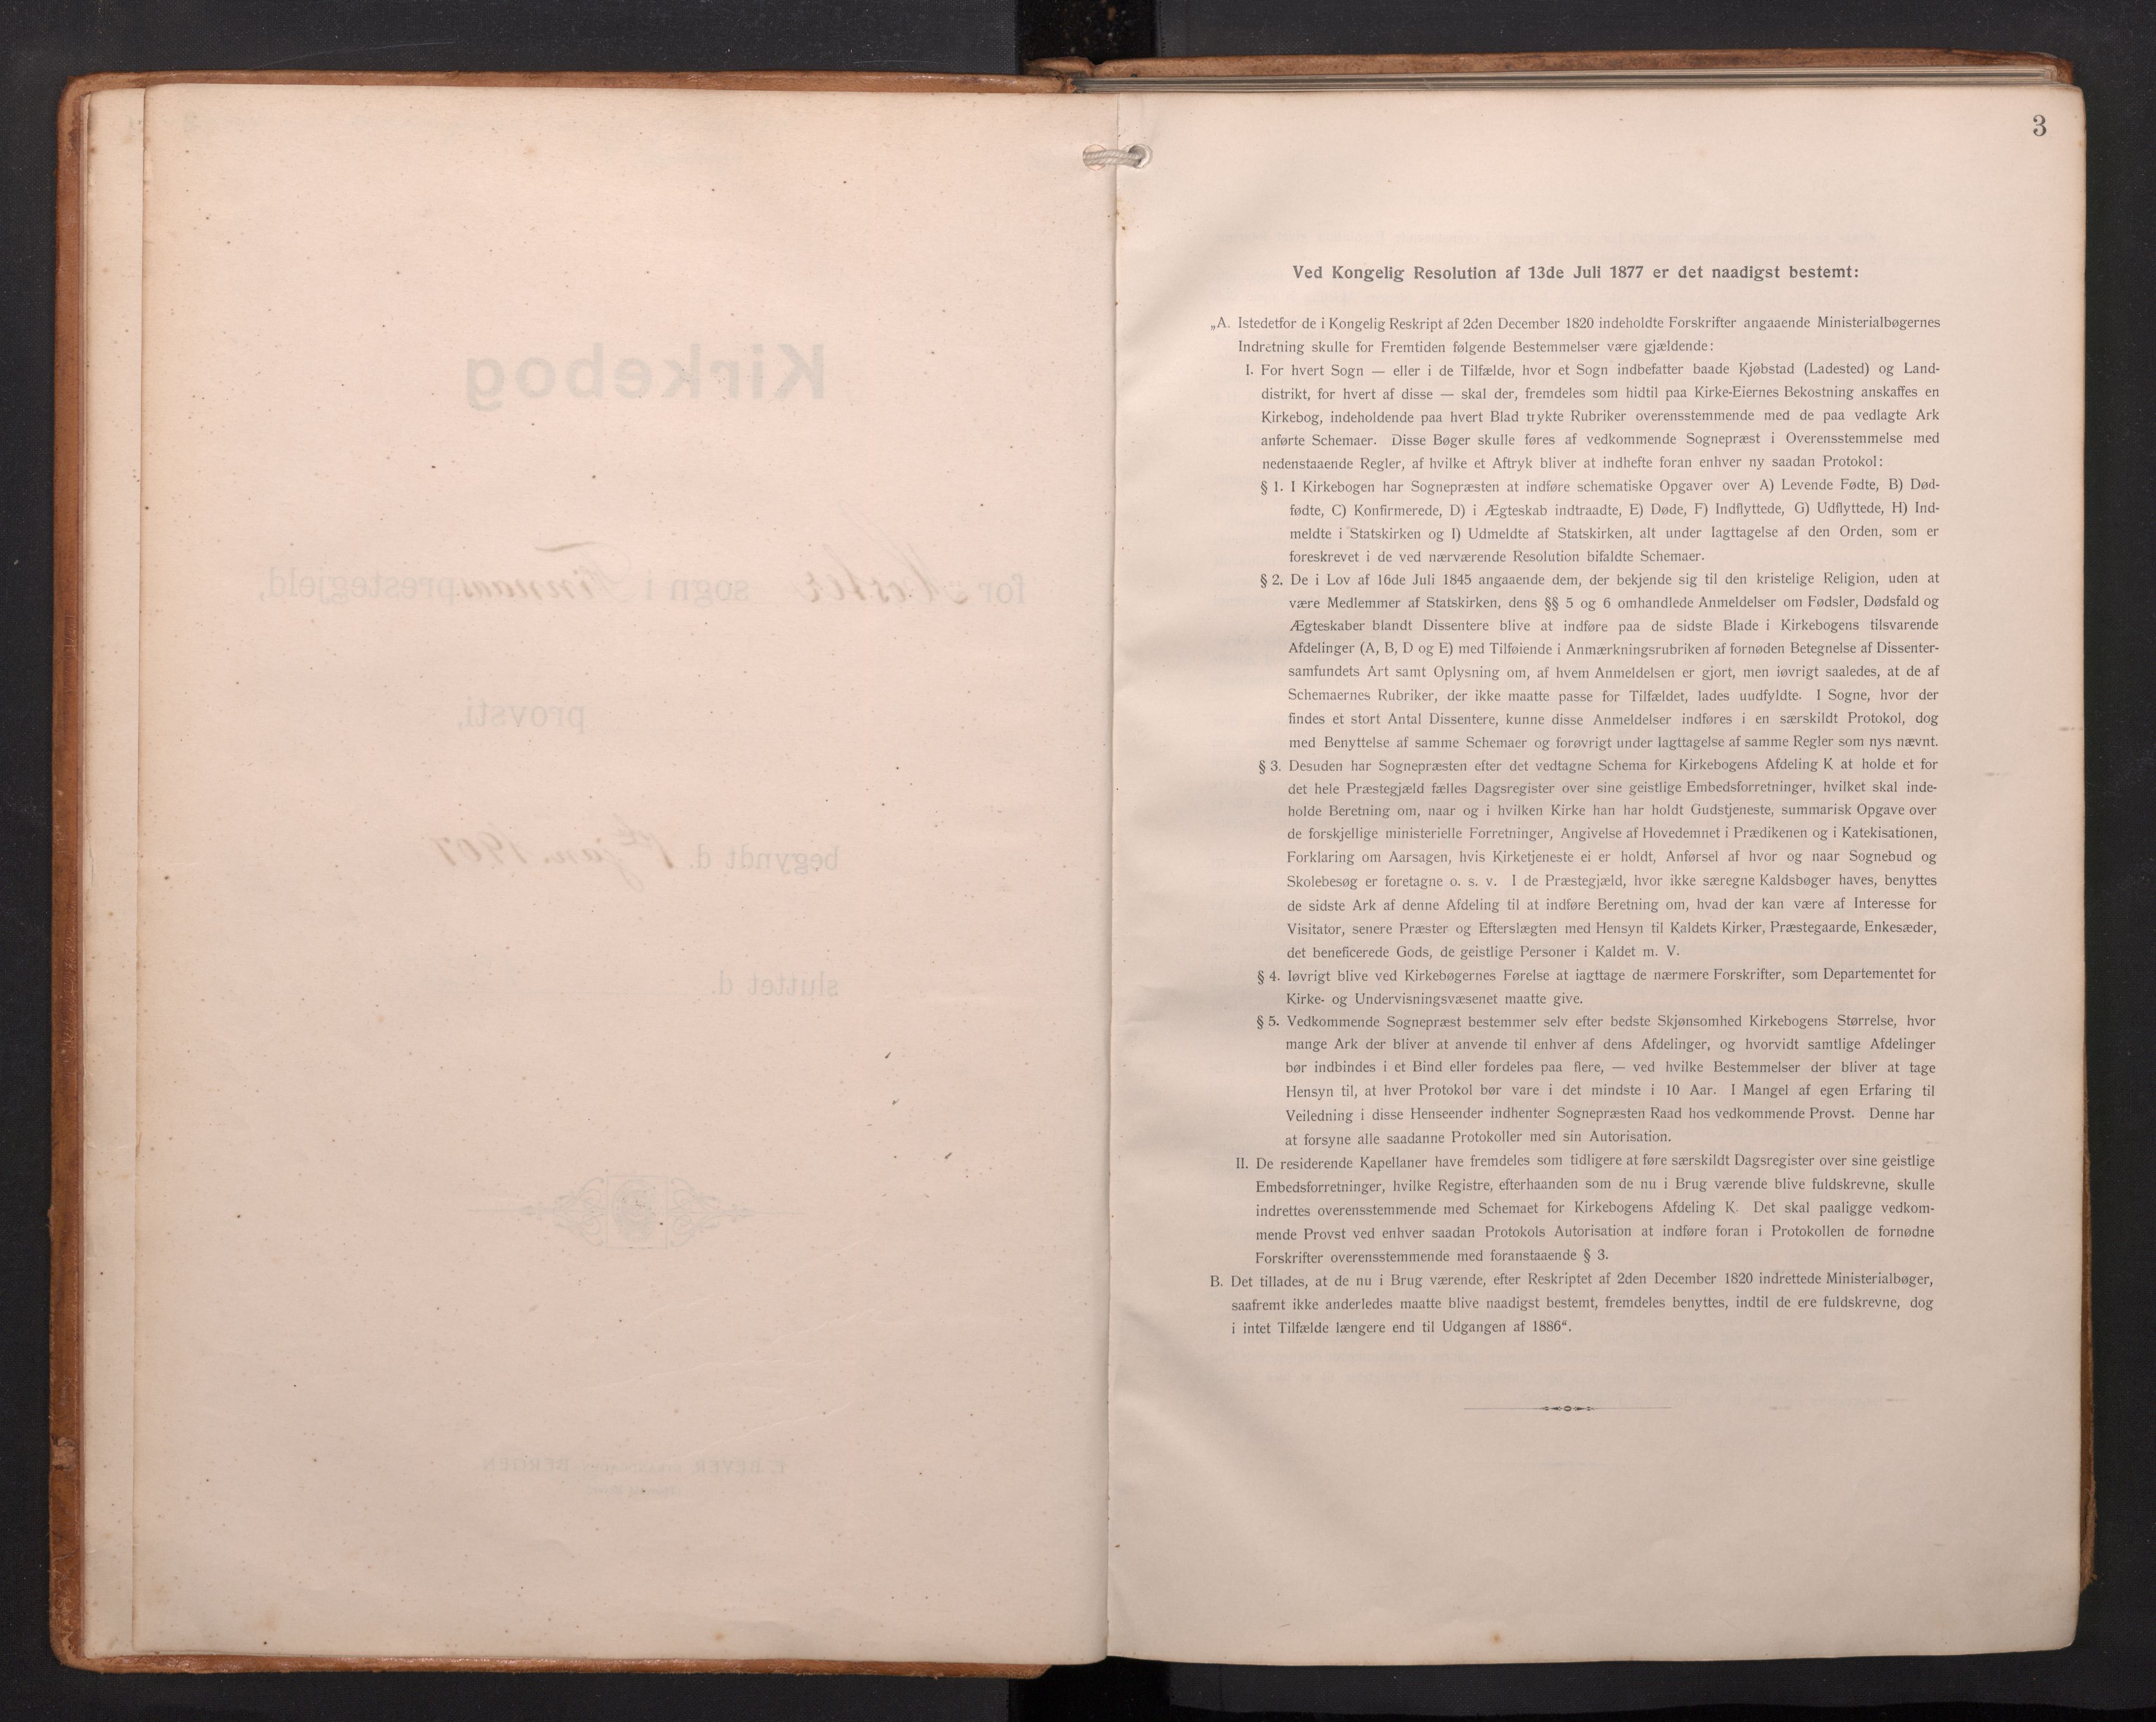 Kirkebog
for Moster sogn i Finnaas prestegjeld,
provsti,
begyndt d. 1ste jan. 1907
sluttet d.
F. BEYER, BERGEN
3
Ved Kongelig Resolution af 13de Juli 1877 er det naadigst bestemt:
„A. Istedetfor de i Kongelig Reskript af 2den December 1820 indeholdte Forskrifter angaaende Ministerialbøgernes
Indretning skulle for Fremtiden følgende Bestemmelser være gjældende:
I. For hvert Sogn — eller i de Tilfælde, hvor et Sogn indbefatter baade Kjøbstad (Ladested) og Land-
distrikt, for hvert af disse — skal der, fremdeles som hidtil paa Kirke-Eiernes Bekostning anskaffes en
Kirkebog, indeholdende paa hvert Blad trykte Rubriker overensstemmende med de paa vedlagte Ark
anførte Schemaer. Disse Bøger skulle føres af vedkommende Sognepræst i Overensstemmelse med
nedenstaaende Regler, af hvilke et Aftryk bliver at indhefte foran enhver ny saadan Protokol:
§ 1. I Kirkebogen har Sognepræsten at indføre schematiske Opgaver over A) Levende Fødte, B) Død-
fødte, C) Konfirmerede, D) i Ægteskab indtraadte, E) Døde, F) Indflyttede, G) Udflyttede, H) Ind-
meldte i Statskirken og I) Udmeldte af Statskirken, alt under Iagttagelse af den Orden, som er
foreskrevet i de ved nærværende Resolution bifaldte Schemaer.
§ 2. De i Lov af 16de Juli 1845 angaaende dem, der bekjende sig til den kristelige Religion, uden at
være Medlemmer af Statskirken, dens §§ 5 og 6 omhandlede Anmeldelser om Fødsler, Dødsfald og
Ægteskaber blandt Dissentere blive at indføre paa de sidste Blade i Kirkebogens tilsvarende
Afdelinger (A, B, D og E) med Tilføiende i Anmærkningsrubriken af fornøden Betegnelse af Dissenter-
samfundets Art samt Oplysning om, af hvem Anmeldelsen er gjort, men iøvrigt saaledes, at de af
Schemaernes Rubriker, der ikke maatte passe for Tilfældet, lades uudfyldte. I Sogne, hvor der
findes et stort Antal Dissentere, kunne disse Anmeldelser indføres i en særskildt Protokol, dog
med Benyttelse af samme Schemaer og forøvrigt under Iagttagelse af samme Regler som nys nævnt.
§ 3. Desuden har Sognepræsten efter det vedtagne Schema for Kirkebogens Afdeling K at holde et for
det hele Præstegjæld fælles Dagsregister over sine geistlige Embedsforretninger, hvilket skal inde-
holde Beretning om, naar og i hvilken Kirke han har holdt Gudstjeneste, summarisk Opgave over
de forskjellige ministerielle Forretninger, Angivelse af Hovedemnet i Prædikenen og i Katekisationen,
Forklaring om Aarsagen, hvis Kirketjeneste ei er holdt, Anførsel af hvor og naar Sognebud og
Skolebesøg er foretagne o. s. v. I de Præstegjæld, hvor ikke særegne Kaldsbøger haves, benyttes
de sidste Ark af denne Afdeling til at indføre Beretning om, hvad der kan være af Interesse for
Visitator, senere Præster og Efterslægten med Hensyn til Kaldets Kirker, Præstegaarde, Enkesæder,
det beneficerede Gods, de geistlige Personer i Kaldet m. V.
§ 4. Iøvrigt blive ved Kirkebøgernes Førelse at iagttage de nærmere Forskrifter, som Departementet for
Kirke- og Undervisningsvæsenet maatte give.
§ 5. Vedkommende Sognepræst bestemmer selv efter bedste Skjønsomhed Kirkebogens Størrelse, hvor
mange Ark der bliver at anvende til enhver af dens Afdelinger, og hvorvidt samtlige Afdelinger
bør indbindes i et Bind eller fordeles paa flere, — ved hvilke Bestemmelser der bliver at tage
Hensyn til, at hver Protokol bør vare i det mindste i 10 Aar. I Mangel af egen Erfaring til
Veiledning i disse Henseender indhenter Sognepræsten Raad hos vedkommende Provst. Denne har
at forsyne alle saadanne Protokoller med sin Autorisation.
II. De residerende Kapellaner have fremdeles som tidligere at føre særskildt Dagsregister over sine geistlige
Embedsforretninger, hvilke Registre, efterhaanden som de nu i Brug værende blive fuldskrevne, skulle
indrettes overensstemmende med Schemaet for Kirkebogens Afdeling K. Det skal paaligge vedkom-
mende Provst ved enhver saadan Protokols Autorisation at indføre foran i Protokollen de fornødne
Forskrifter overensstemmende med foranstaaende § 3.
B. Det tillades, at de nu i Brug værende, efter Reskriptet af 2den December 1820 indrettede Ministerialbøger,
saafremt ikke anderledes maatte blive naadigst bestemt, fremdeles benyttes, indtil de ere fuldskrevne, dog
i intet Tilfælde længere end til Udgangen af 1886“.